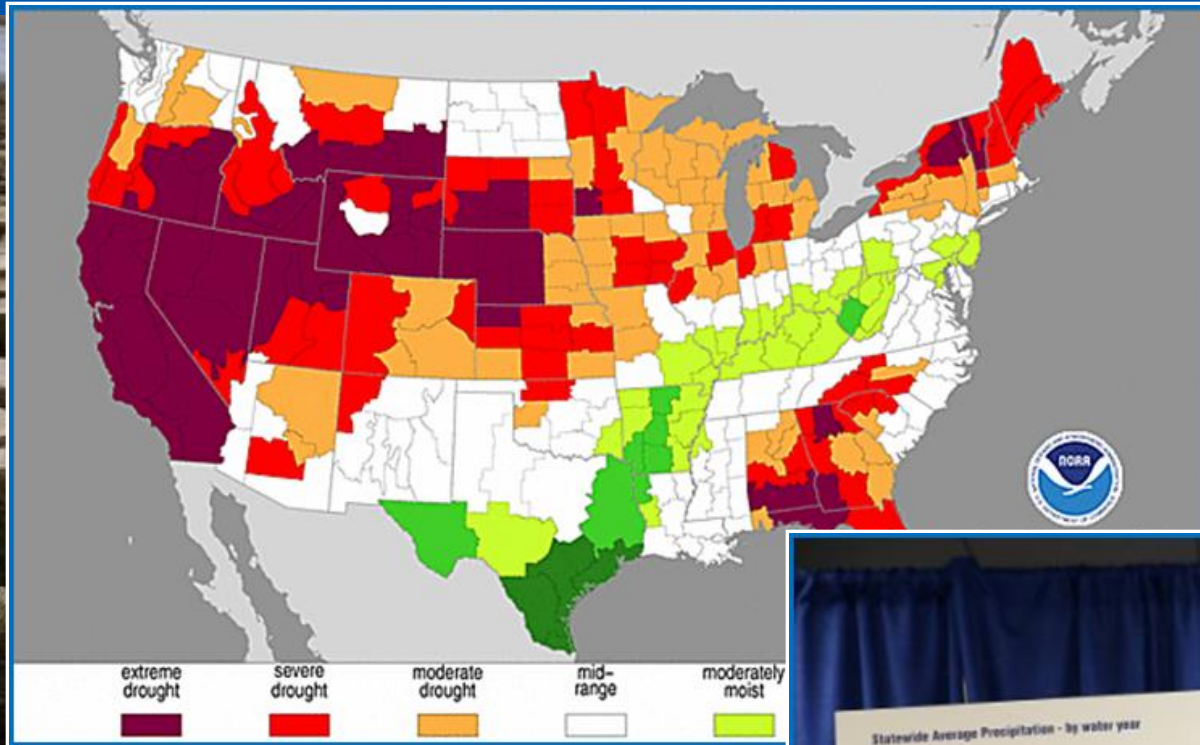 extreme
drought
severe
drought
moderate
drought
mid-
range
moderately
moist
NOAA
Statewide Average Precipitation - by water year